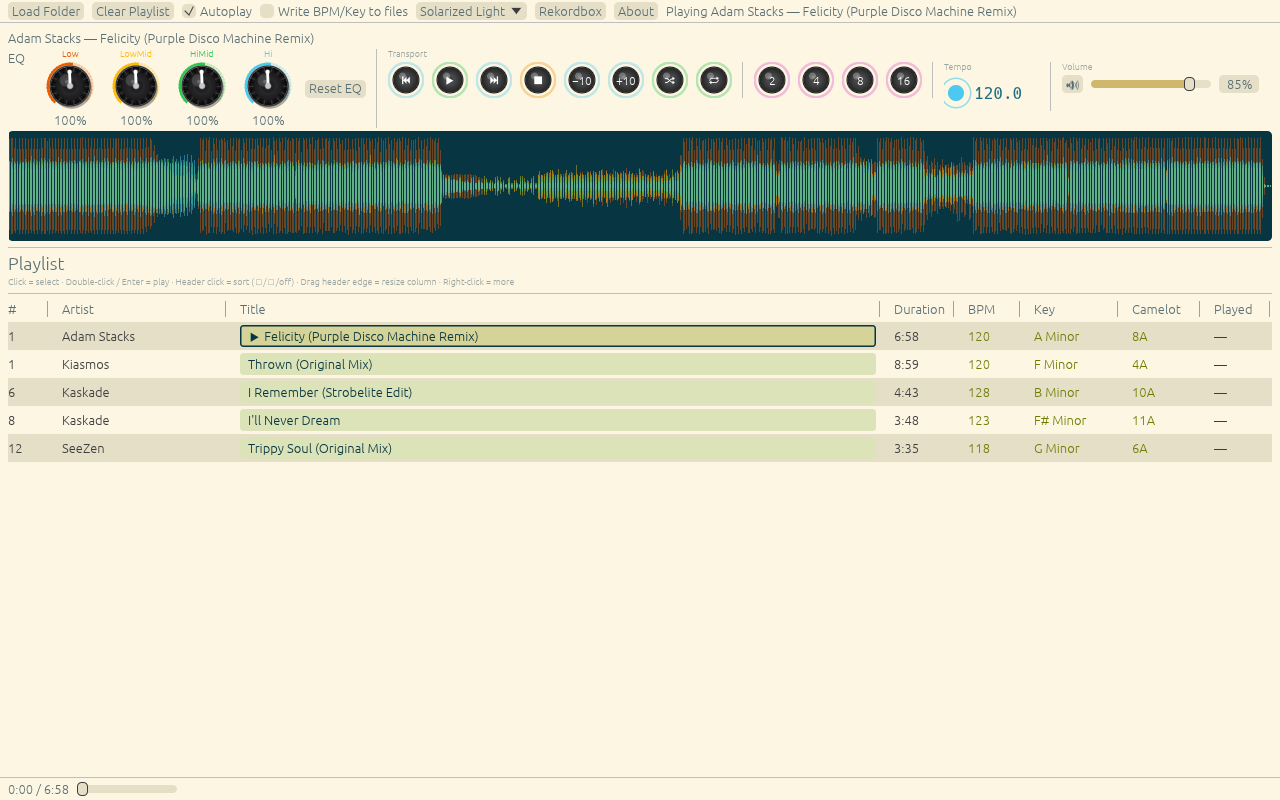 Load Folder Clear Playlist Autoplay Write BPM/Key to files Solarized Light Rekordbox About Playing Adam Stacks — Felicity (Purple Disco Machine Remix)
Adam Stacks — Felicity (Purple Disco Machine Remix)
EQ Low LowMid HiMid Hi Transport Tempo Volume
Reset EQ −10 +10 2 4 8 16 120.0 85%
100% 100% 100% 100%
Playlist
Click = select · Double-click / Enter = play · Header click = sort (□/□/off) · Drag header edge = resize column · Right-click = more
# Artist Title Duration BPM Key Camelot Played
1 Adam Stacks ▶ Felicity (Purple Disco Machine Remix) 6:58 120 A Minor 8A —
1 Kiasmos Thrown (Original Mix) 8:59 120 F Minor 4A —
6 Kaskade I Remember (Strobelite Edit) 4:43 128 B Minor 10A —
8 Kaskade I'll Never Dream 3:48 123 F# Minor 11A —
12 SeeZen Trippy Soul (Original Mix) 3:35 118 G Minor 6A —
0:00 / 6:58